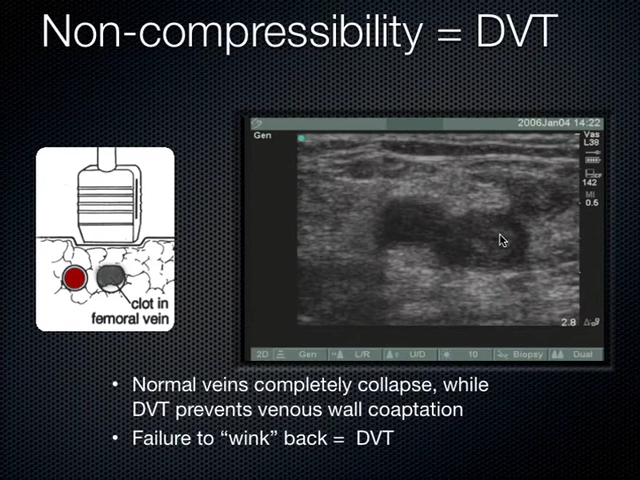 Non-compressibility = DVT
2006Jan04 14:22
Gen
Vas
L38
142
MI
0.5
clot in
femoral vein
2.8
2D Gen L/R U/D 10 Biopsy Dual
• Normal veins completely collapse, while
DVT prevents venous wall coaptation
• Failure to “wink” back = DVT